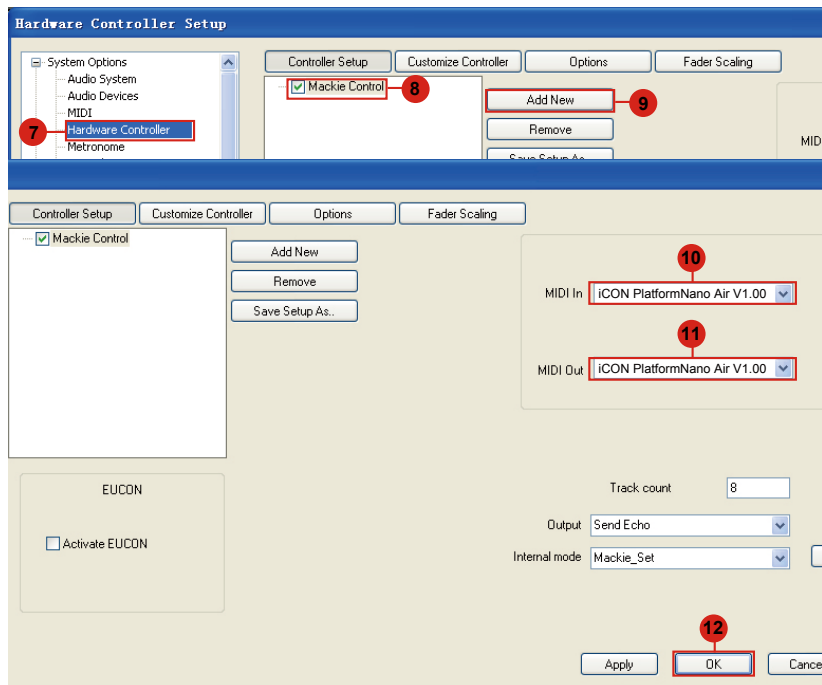 Hardware Controller Setup
System Options
Audio System
Audio Devices
MIDI
7
Hardware Controller
Metronome
Controller Setup
Customize Controller
Options
Fader Scaling
Mackie Control
8
Add New
9
Remove
MID
Controller Setup
Customize Controller
Options
Fader Scaling
Mackie Control
Add New
Remove
Save Setup As..
10
MIDI In
iCON PlatformNano Air V1.00
11
MIDI Out
iCON PlatformNano Air V1.00
EUCON
Activate EUCON
Track count
8
Output
Send Echo
Internal mode
Mackie_Set
12
Apply
OK
Cance